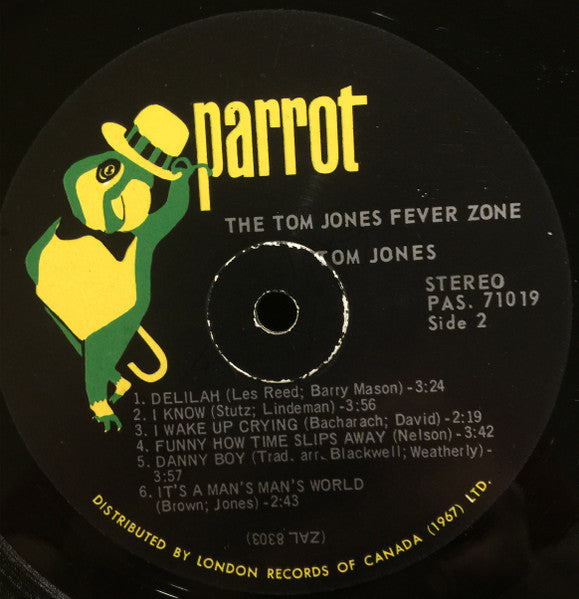 parrot
THE TOM JONES FEVER ZONE
TOM JONES
STEREO
PAS. 71019
Side 2
1. DELILAH (Les Reed; Barry Mason) -3:24
2. I KNOW (Stutz; Lindeman) -3:56
3. I WAKE UP CRYING (Bacharach; David) -2:19
4. FUNNY HOW TIME SLIPS AWAY (Nelson) -3:42
5. DANNY BOY (Trad. arr. Blackwell; Weatherly) -
3:57
6. IT'S A MAN'S MAN'S WORLD
(Brown; Jones) -2:43
(ZAL 8303)
DISTRIBUTED BY LONDON RECORDS OF CANADA (1967) LTD.